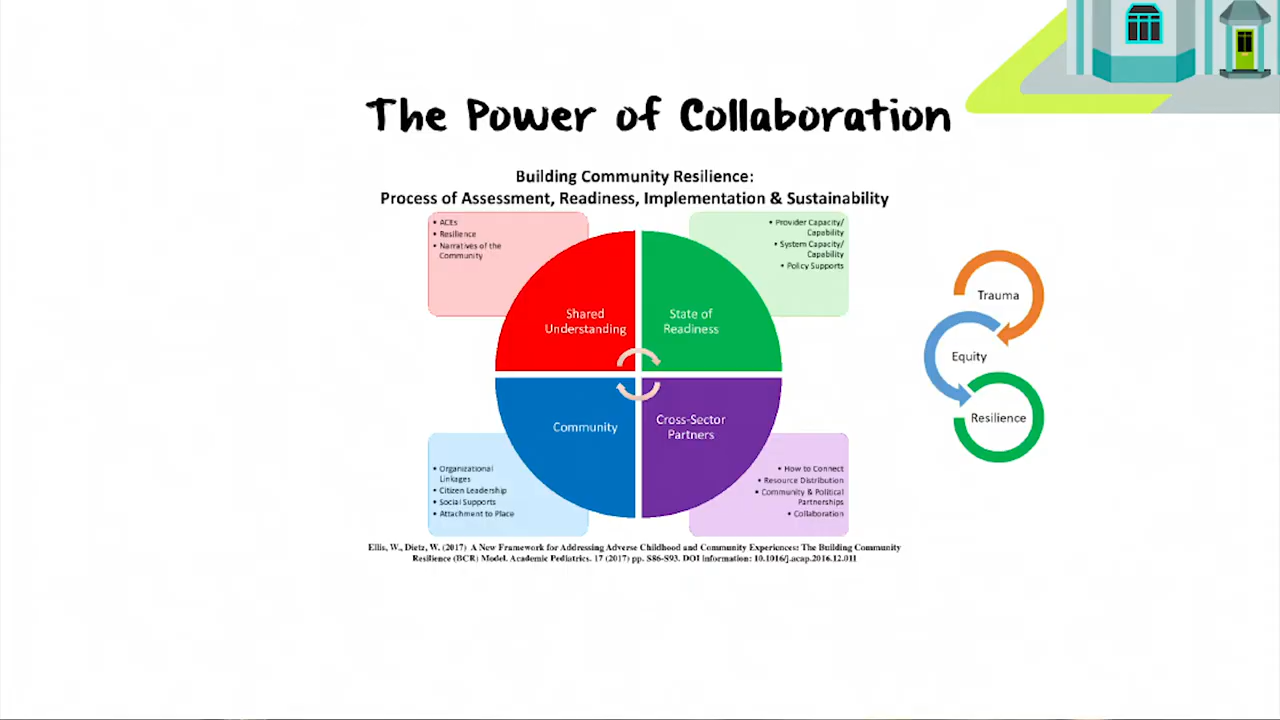 The Power of Collaboration
Building Community Resilience:
Process of Assessment, Readiness, Implementation & Sustainability
• ACEs
• Resilience
• Narratives of the
Community
• Provider Capacity/
Capability
• System Capacity/
Capability
• Policy Supports
Shared
Understanding
State of
Readiness
Community
Cross-Sector
Partners
• Organizational
Linkages
• Citizen Leadership
• Social Supports
• Attachment to Place
• How to Connect
• Resource Distribution
• Community & Political
Partnerships
• Collaboration
Trauma
Equity
Resilience
Ellis, W., Dietz, W. (2017) A New Framework for Addressing Adverse Childhood and Community Experiences: The Building Community
Resilience (BCR) Model. Academic Pediatrics. 17 (2017) pp. S86-S93. DOI information: 10.1016/j.acap.2016.12.011